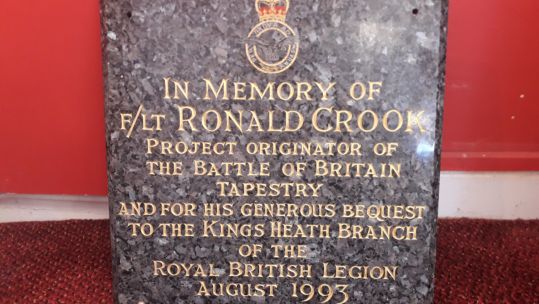 IN MEMORY OF
F/LT RONALD CROOK
PROJECT ORIGINATOR OF
THE BATTLE OF BRITAIN
TAPESTRY
AND FOR HIS GENEROUS BEQUEST
TO THE KINGS HEATH BRANCH
OF THE
ROYAL BRITISH LEGION
AUGUST 1993